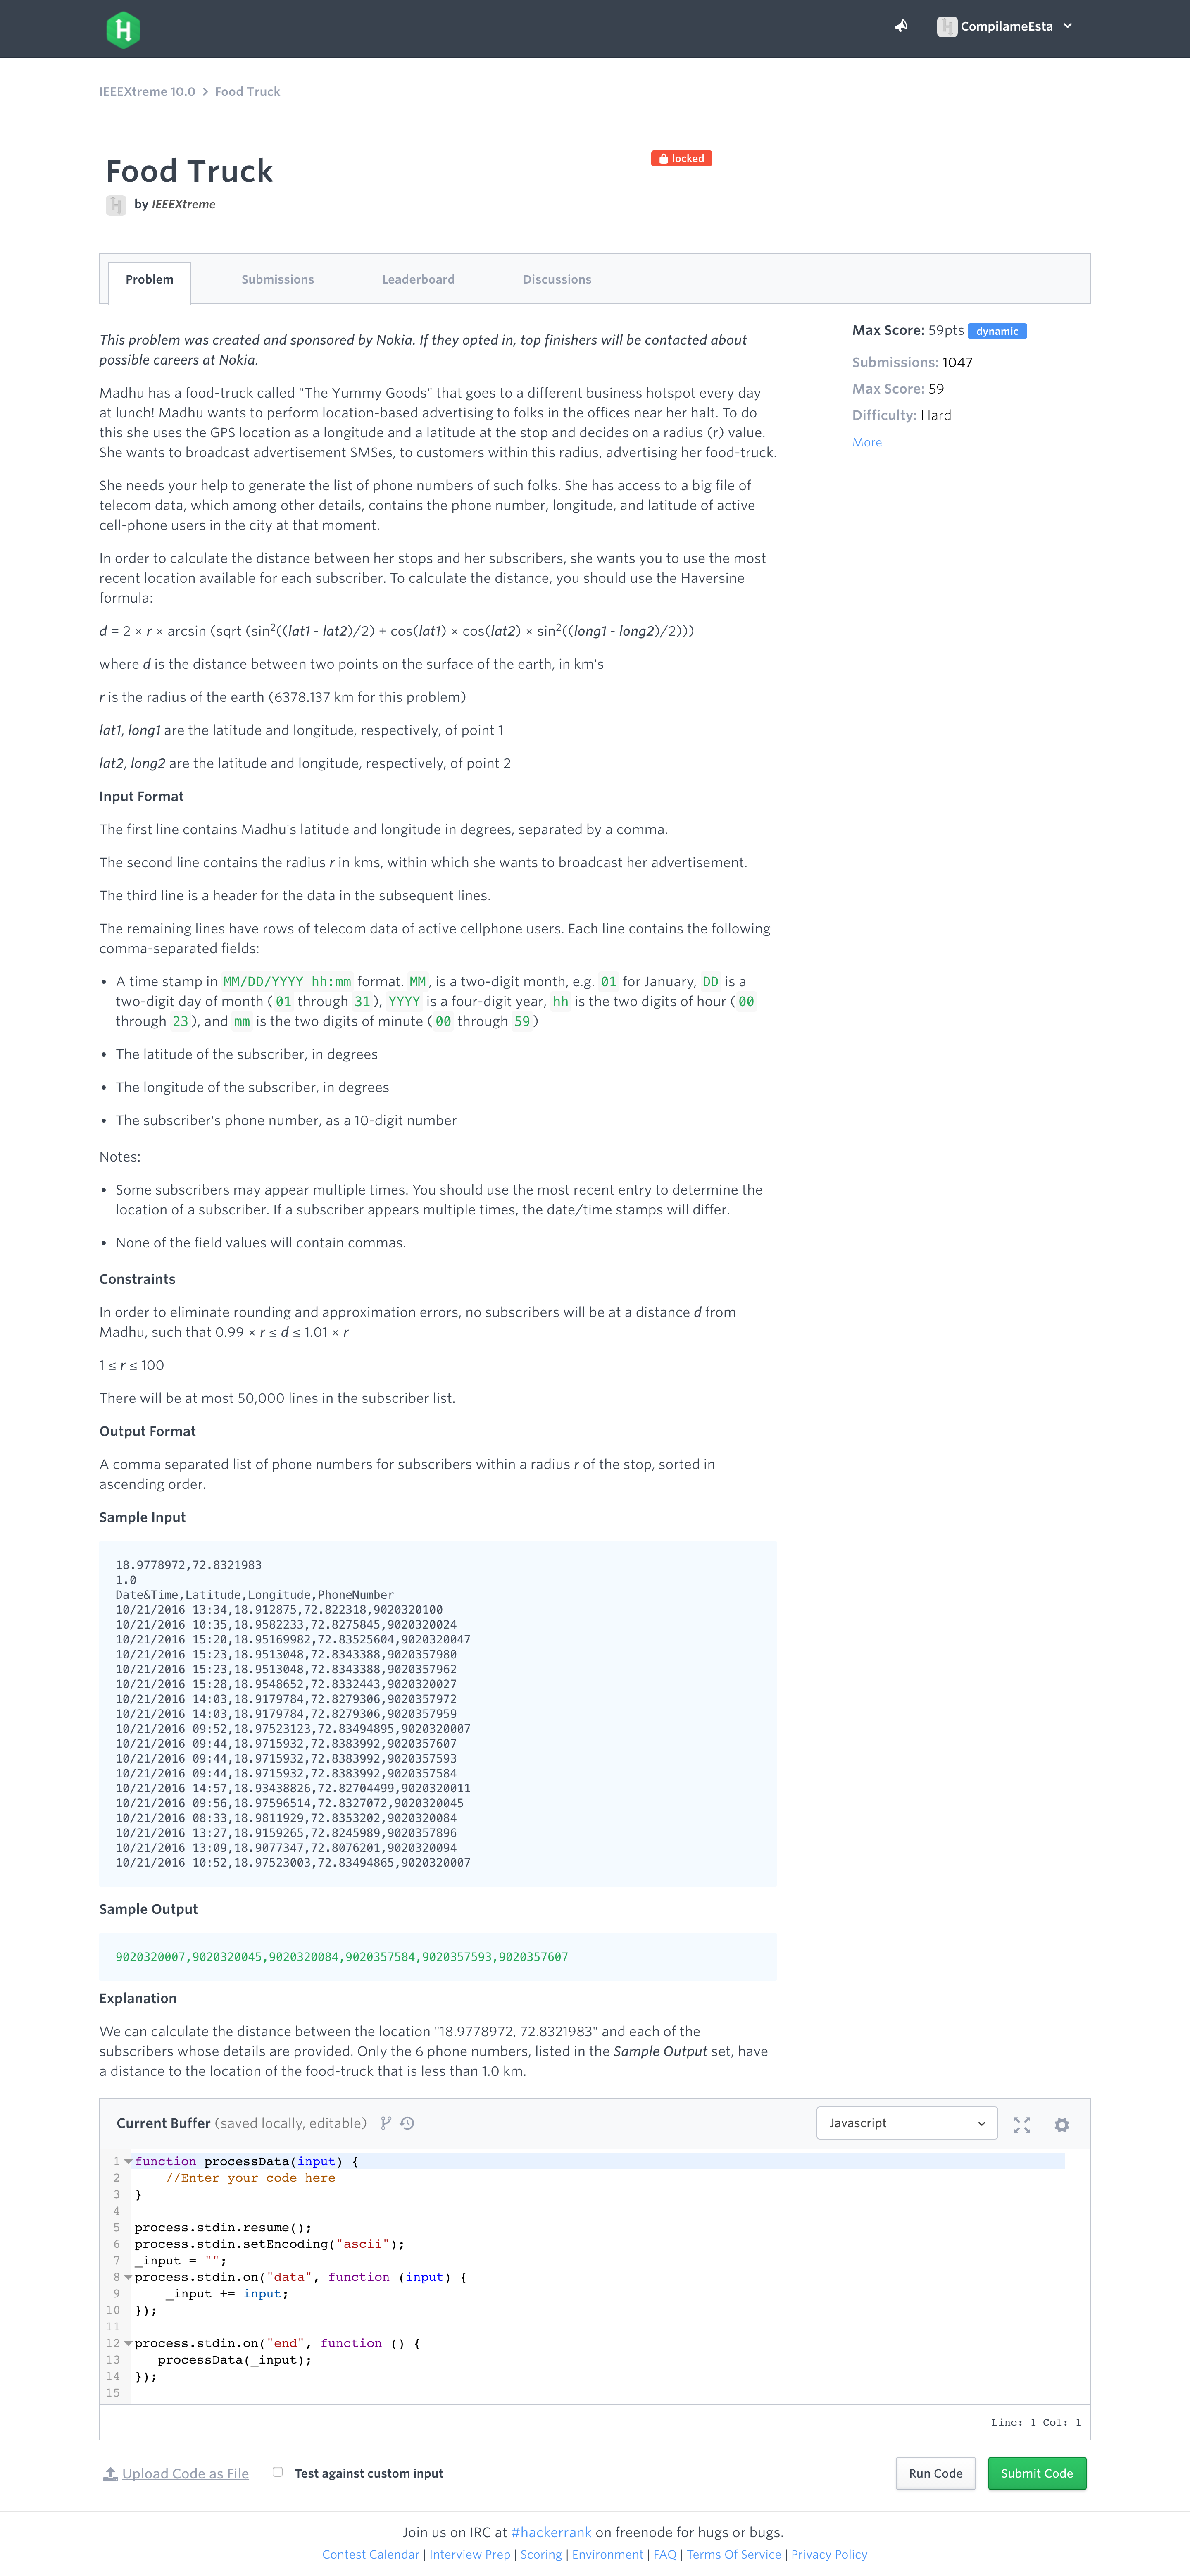 CompilameEsta
IEEEXtreme 10.0 > Food Truck
Food Truck
locked
by IEEEXtreme
Problem Submissions Leaderboard Discussions
This problem was created and sponsored by Nokia. If they opted in, top finishers will be contacted about
possible careers at Nokia.
Max Score: 59pts dynamic
Submissions: 1047
Max Score: 59
Difficulty: Hard
More
Madhu has a food-truck called "The Yummy Goods" that goes to a different business hotspot every day
at lunch! Madhu wants to perform location-based advertising to folks in the offices near her halt. To do
this she uses the GPS location as a longitude and a latitude at the stop and decides on a radius (r) value.
She wants to broadcast advertisement SMSes, to customers within this radius, advertising her food-truck.
She needs your help to generate the list of phone numbers of such folks. She has access to a big file of
telecom data, which among other details, contains the phone number, longitude, and latitude of active
cell-phone users in the city at that moment.
In order to calculate the distance between her stops and her subscribers, she wants you to use the most
recent location available for each subscriber. To calculate the distance, you should use the Haversine
formula:
d = 2 × r × arcsin (sqrt (sin²((lat1 - lat2)/2) + cos(lat1) × cos(lat2) × sin²((long1 - long2)/2)))
where d is the distance between two points on the surface of the earth, in km's
r is the radius of the earth (6378.137 km for this problem)
lat1, long1 are the latitude and longitude, respectively, of point 1
lat2, long2 are the latitude and longitude, respectively, of point 2
Input Format
The first line contains Madhu's latitude and longitude in degrees, separated by a comma.
The second line contains the radius r in kms, within which she wants to broadcast her advertisement.
The third line is a header for the data in the subsequent lines.
The remaining lines have rows of telecom data of active cellphone users. Each line contains the following
comma-separated fields:
• A time stamp in MM/DD/YYYY hh:mm format. MM, is a two-digit month, e.g. 01 for January, DD is a
two-digit day of month (01 through 31), YYYY is a four-digit year, hh is the two digits of hour (00
through 23), and mm is the two digits of minute (00 through 59)
• The latitude of the subscriber, in degrees
• The longitude of the subscriber, in degrees
• The subscriber's phone number, as a 10-digit number
Notes:
• Some subscribers may appear multiple times. You should use the most recent entry to determine the
location of a subscriber. If a subscriber appears multiple times, the date/time stamps will differ.
• None of the field values will contain commas.
Constraints
In order to eliminate rounding and approximation errors, no subscribers will be at a distance d from
Madhu, such that 0.99 × r ≤ d ≤ 1.01 × r
1 ≤ r ≤ 100
There will be at most 50,000 lines in the subscriber list.
Output Format
A comma separated list of phone numbers for subscribers within a radius r of the stop, sorted in
ascending order.
Sample Input
18.9778972,72.8321983
1.0
Date&Time,Latitude,Longitude,PhoneNumber
10/21/2016 13:34,18.912875,72.822318,9020320100
10/21/2016 10:35,18.9582233,72.8275845,9020320024
10/21/2016 15:20,18.95169982,72.83525604,9020320047
10/21/2016 15:23,18.9513048,72.8343388,9020357980
10/21/2016 15:23,18.9513048,72.8343388,9020357962
10/21/2016 15:28,18.9548652,72.8332443,9020320027
10/21/2016 14:03,18.9179784,72.8279306,9020357972
10/21/2016 14:03,18.9179784,72.8279306,9020357959
10/21/2016 09:52,18.97523123,72.83494895,9020320007
10/21/2016 09:44,18.9715932,72.8383992,9020357607
10/21/2016 09:44,18.9715932,72.8383992,9020357593
10/21/2016 09:44,18.9715932,72.8383992,9020357584
10/21/2016 14:57,18.93438826,72.82704499,9020320011
10/21/2016 09:56,18.97596514,72.8327072,9020320045
10/21/2016 08:33,18.9811929,72.8353202,9020320084
10/21/2016 13:27,18.9159265,72.8245989,9020357896
10/21/2016 13:09,18.9077347,72.8076201,9020320094
10/21/2016 10:52,18.97523003,72.83494865,9020320007
Sample Output
9020320007,9020320045,9020320084,9020357584,9020357593,9020357607
Explanation
We can calculate the distance between the location "18.9778972, 72.8321983" and each of the
subscribers whose details are provided. Only the 6 phone numbers, listed in the Sample Output set, have
a distance to the location of the food-truck that is less than 1.0 km.
Current Buffer (saved locally, editable) Javascript
1 function processData(input) {
2 //Enter your code here
3 }
4
5 process.stdin.resume();
6 process.stdin.setEncoding("ascii");
7 _input = "";
8 process.stdin.on("data", function (input) {
9 _input += input;
10 });
11
12 process.stdin.on("end", function () {
13 processData(_input);
14 });
15
Line: 1 Col: 1
Upload Code as File Test against custom input Run Code Submit Code
Join us on IRC at #hackerrank on freenode for hugs or bugs.
Contest Calendar | Interview Prep | Scoring | Environment | FAQ | Terms Of Service | Privacy Policy